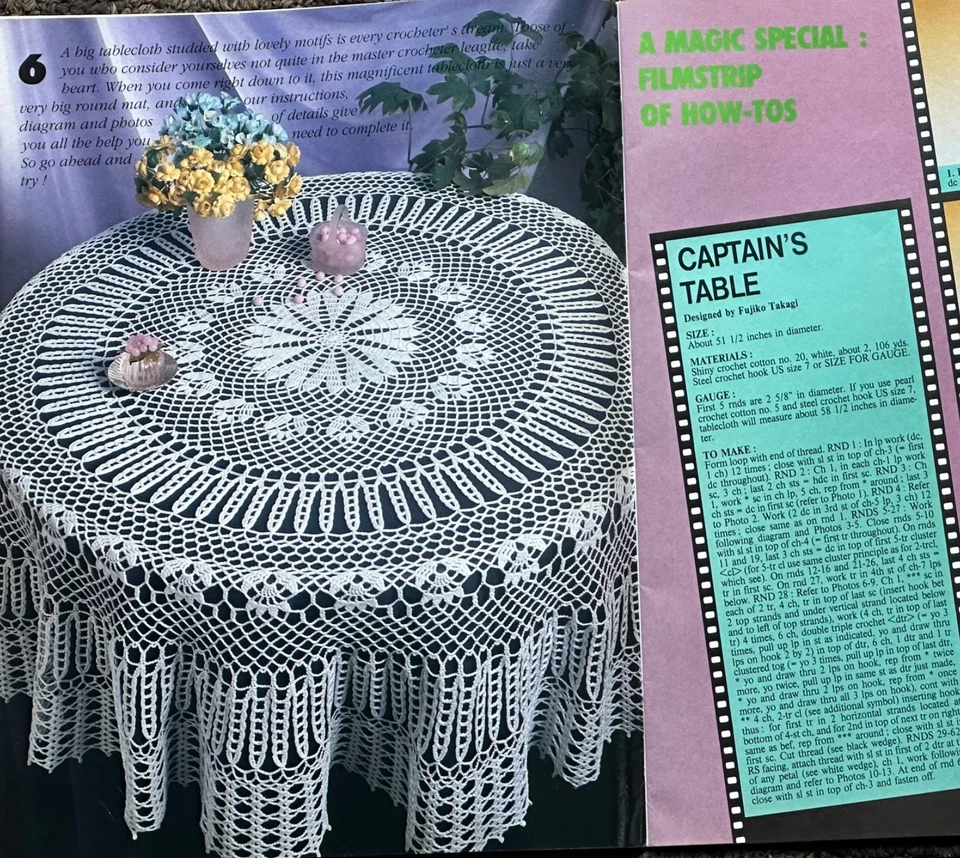 6
A big tablecloth studded with lovely motifs is every crocheter's dream. Those of
you who consider yourselves not quite in the master crocheter league, take
heart. When you come right down to it, this magnificent tablecloth is just a very
very big round mat, and our instructions,
diagram and photos of details give
you all the help you need to complete it.
So go ahead and
try !
A MAGIC SPECIAL :
FILMSTRIP
OF HOW-TOS
CAPTAIN'S
TABLE
Designed by Fujiko Takagi
SIZE :
About 51 1/2 inches in diameter.
MATERIALS :
Shiny crochet cotton no. 20, white, about 2, 106 yds.
Steel crochet hook US size 7 or SIZE FOR GAUGE.
GAUGE :
First 5 rnds are 2 5/8" in diameter. If you use pearl
crochet cotton no. 5 and steel crochet hook US size 7,
tablecloth will measure about 58 1/2 inches in diame-
ter.
TO MAKE :
Form loop with end of thread. RND 1 : In lp work (dc,
1 ch) 12 times ; close with sl st in top of ch-3 (= first
dc throughout). RND 2 : Ch 1, in each ch-1 lp work
sc, 3 ch ; last 2 ch sts = hdc in first sc. RND 3 : Ch
1, work * sc in ch lp, 5 ch, rep from * around ; last 3
ch sts = dc in first sc (refer to Photo 1). RND 4 : Refer
to Photo 2. Work (2 dc in 3rd st of ch-5 lp, 3 ch) 12
times ; close same as on rnd 1. RNDS 5-27 : Work
following diagram and Photos 3-5. Close rnds 5-10
with sl st in top of ch-4 (= first tr throughout). On rnds
11 and 19, last 3 ch sts = dc in top of first 5-tr cluster
<cl> (for 5-tr cl use same cluster principle as for 2-trcl,
which see). On rnds 12-16 and 21-26, last 4 ch sts =
tr in first sc. On rnd 27, work tr in 4th st of ch-7 lps
below. RND 28 : Refer to Photos 6-9. Ch 1, *** sc in
each of 2 tr, 4 ch, tr in top of last sc (insert hook bet
2 top strands and under vertical strand located below
and to left of top strands), work (4 ch, tr in top of last
tr) 4 times, 6 ch, double triple crochet <dtr> (= yo 3
times, pull up lp in st as indicated, yo and draw thru
lps on hook 2 by 2) in top of dtr, 6 ch, 1 dtr and 1 tr
clustered tog (= yo 3 times, pull up lp in top of last dtr,
* yo and draw thru 2 lps on hook, rep from * twice
more, yo twice, pull up lp in same st as dtr just made,
* yo and draw thru 2 lps on hook, rep from * once
more, yo and draw thru all 3 lps on hook), cont with
** 4 ch, 2-tr cl (see additional symbol) inserting hook
thus : for first tr in 2 horizontal strands located at
bottom of 4-st ch, and for 2nd in top of next tr on right
same as bef, rep from *** around ; close with sl st in
first sc. Cut thread (see black wedge). RNDS 29-62
RS facing, attach thread with sl st in first of 2 dtr at t
of any petal (see white wedge), ch 1, work followi
diagram and refer to Photos 10-13. At end of rnd 6
close with sl st in top of ch-3 and fasten off.
1.
dc